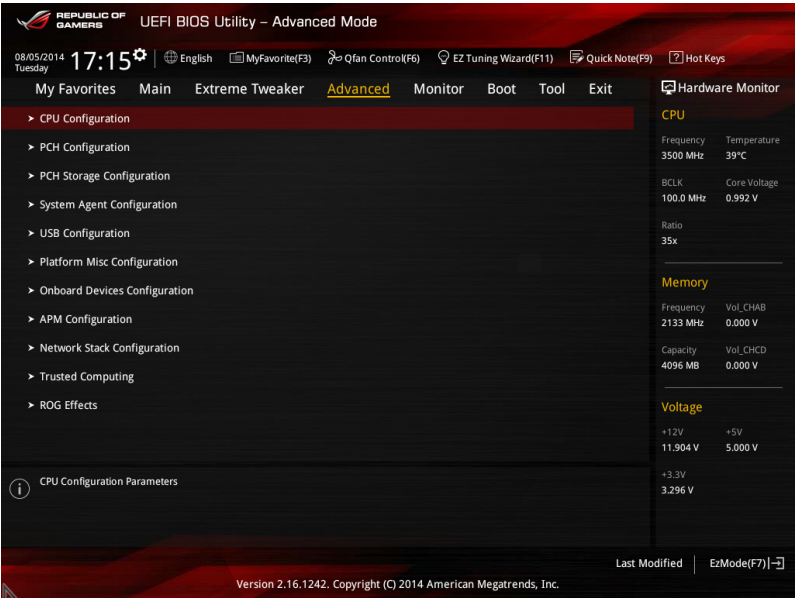 REPUBLIC OF
GAMERS
UEFI BIOS Utility – Advanced Mode
08/05/2014
Tuesday
17:15
English
MyFavorite(F3)
Qfan Control(F6)
EZ Tuning Wizard(F11)
Quick Note(F9)
? Hot Keys
My Favorites Main Extreme Tweaker Advanced Monitor Boot Tool Exit
> CPU Configuration
> PCH Configuration
> PCH Storage Configuration
> System Agent Configuration
> USB Configuration
> Platform Misc Configuration
> Onboard Devices Configuration
> APM Configuration
> Network Stack Configuration
> Trusted Computing
> ROG Effects
i CPU Configuration Parameters
Hardware Monitor
CPU
Frequency Temperature
3500 MHz 39°C
BCLK Core Voltage
100.0 MHz 0.992 V
Ratio
35x
Memory
Frequency Vol_CHAB
2133 MHz 0.000 V
Capacity Vol_CHCD
4096 MB 0.000 V
Voltage
+12V +5V
11.904 V 5.000 V
+3.3V
3.296 V
Last Modified
EzMode(F7)
Version 2.16.1242. Copyright (C) 2014 American Megatrends, Inc.